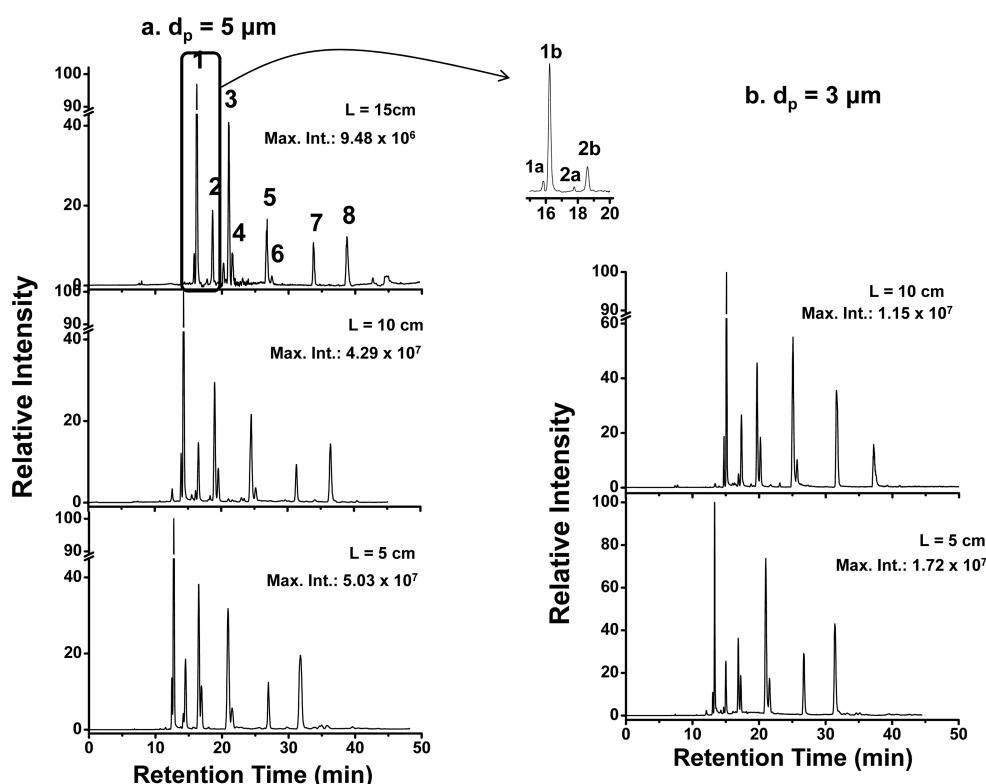 a. dp = 5 µm
b. dp = 3 µm
1b
1a
2a
2b
16 18 20
Relative Intensity
100
90
40
20
0
1
2
3
4
5
6
7
8
L = 15cm
Max. Int.: 9.48 x 10⁶
100
90
40
20
0
L = 10 cm
Max. Int.: 4.29 x 10⁷
100
90
40
20
0
L = 5 cm
Max. Int.: 5.03 x 10⁷
0 10 20 30 40 50
Retention Time (min)
Relative Intensity
100
90
60
40
20
0
L = 10 cm
Max. Int.: 1.15 x 10⁷
Relative Intensity
100
80
60
40
20
0
L = 5 cm
Max. Int.: 1.72 x 10⁷
0 10 20 30 40 50
Retention Time (min)